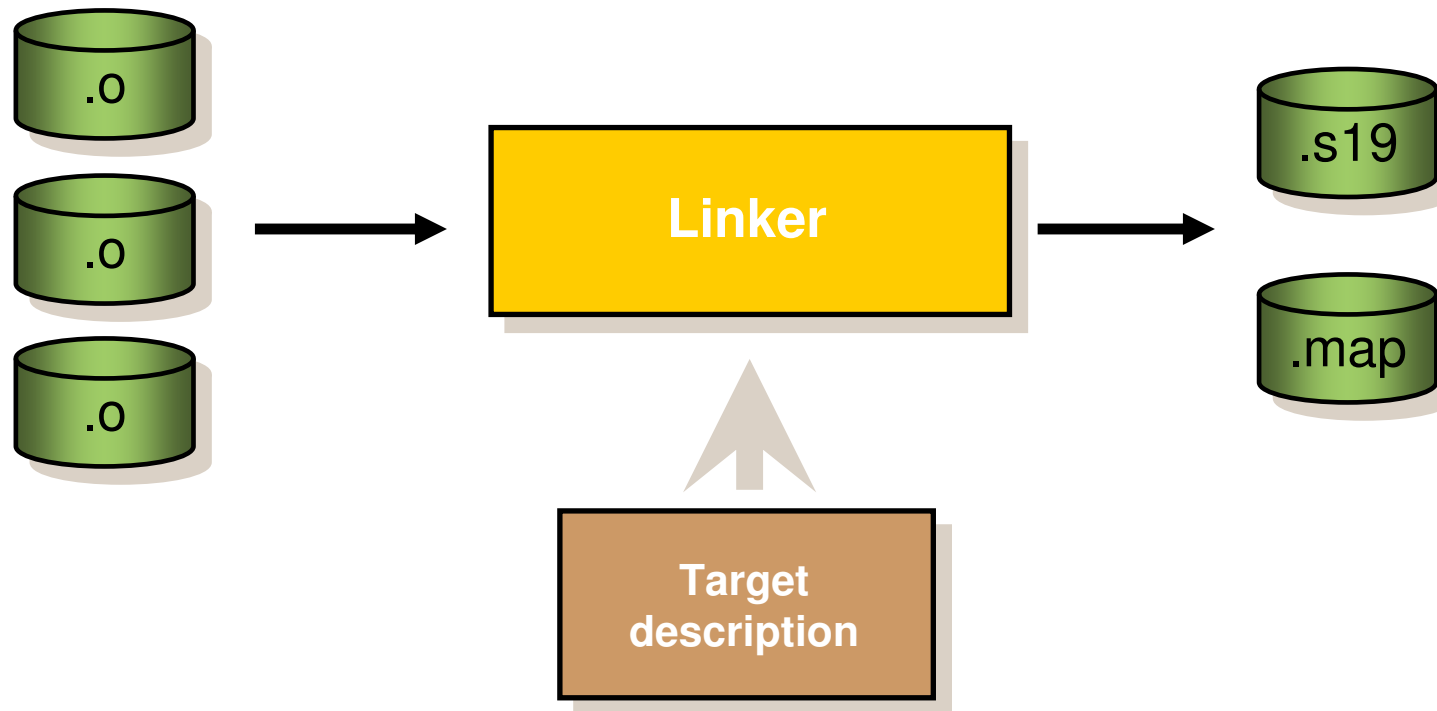 .o
.o
.o
Linker
Target
description
.s19
.map